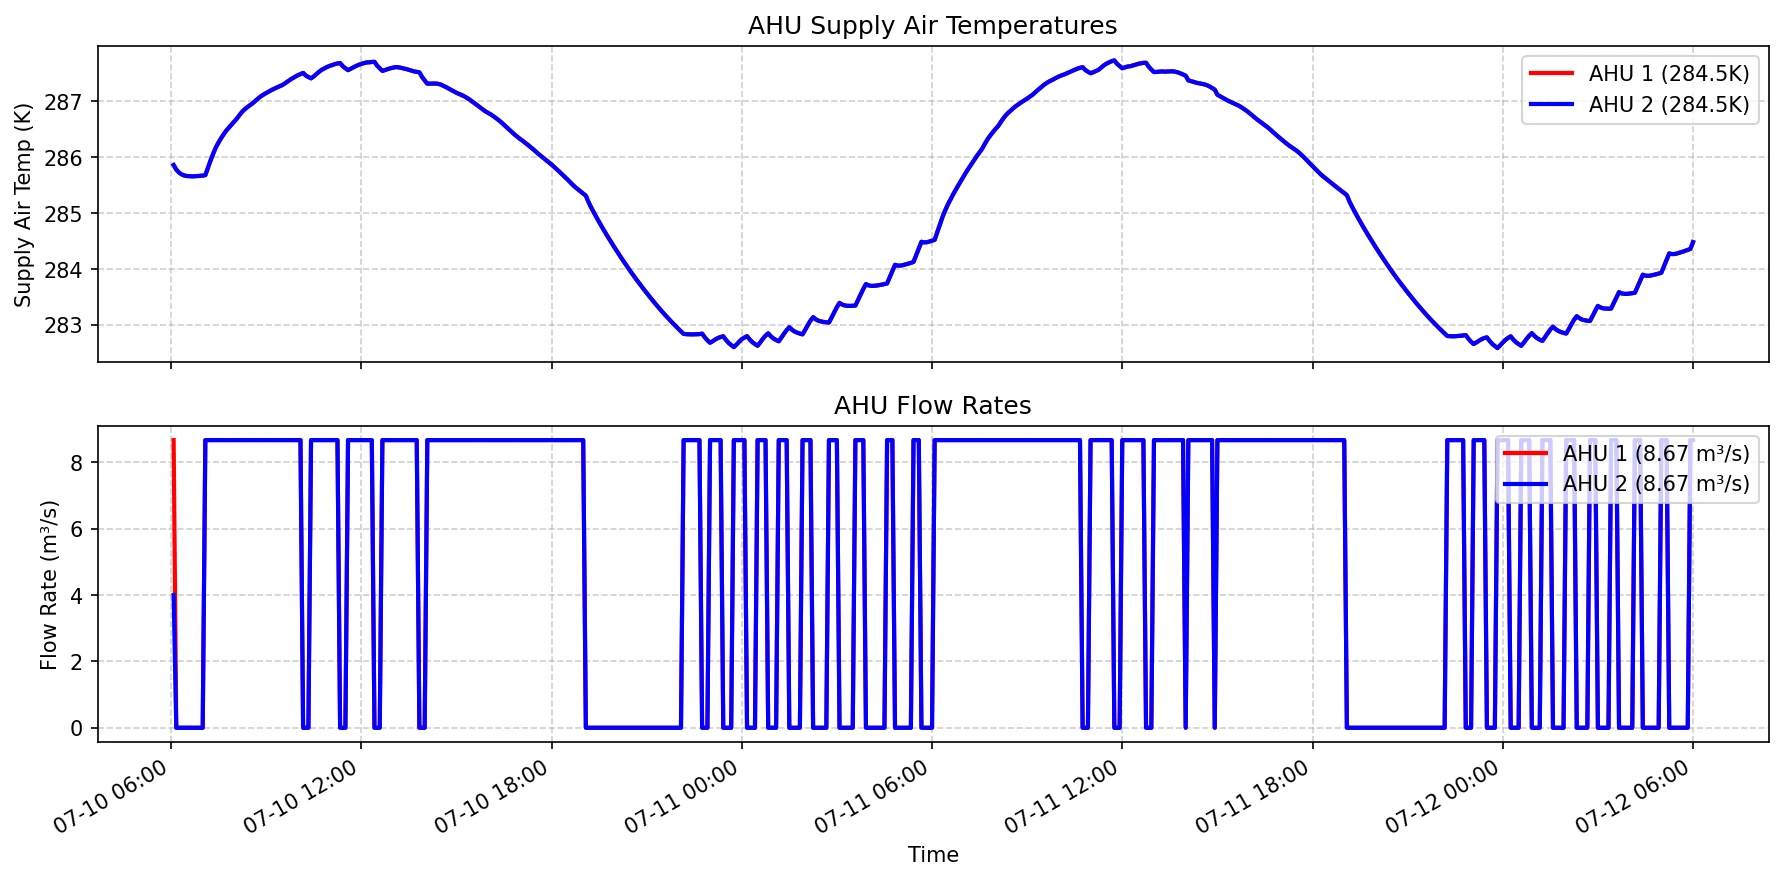 AHU Supply Air Temperatures
Supply Air Temp (K)
287
286
285
284
283
AHU 1 (284.5K)
AHU 2 (284.5K)
AHU Flow Rates
Flow Rate (m³/s)
8
6
4
2
0
AHU 1 (8.67 m³/s)
AHU 2 (8.67 m³/s)
07-10 06:00
07-10 12:00
07-10 18:00
07-11 00:00
07-11 06:00
07-11 12:00
07-11 18:00
07-12 00:00
07-12 06:00
Time